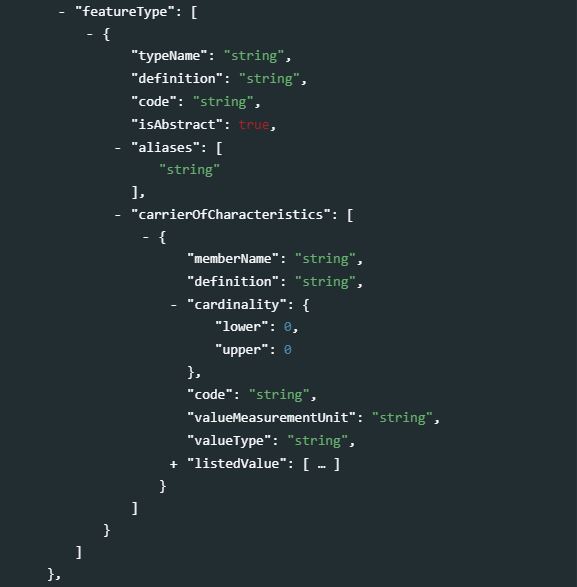 - "featureType": [
- {
"typeName": "string",
"definition": "string",
"code": "string",
"isAbstract": true,
- "aliases": [
"string"
],
- "carrierOfCharacteristics": [
- {
"memberName": "string",
"definition": "string",
- "cardinality": {
"lower": 0,
"upper": 0
},
"code": "string",
"valueMeasurementUnit": "string",
"valueType": "string",
+ "listedValue": [ … ]
}
]
}
]
},